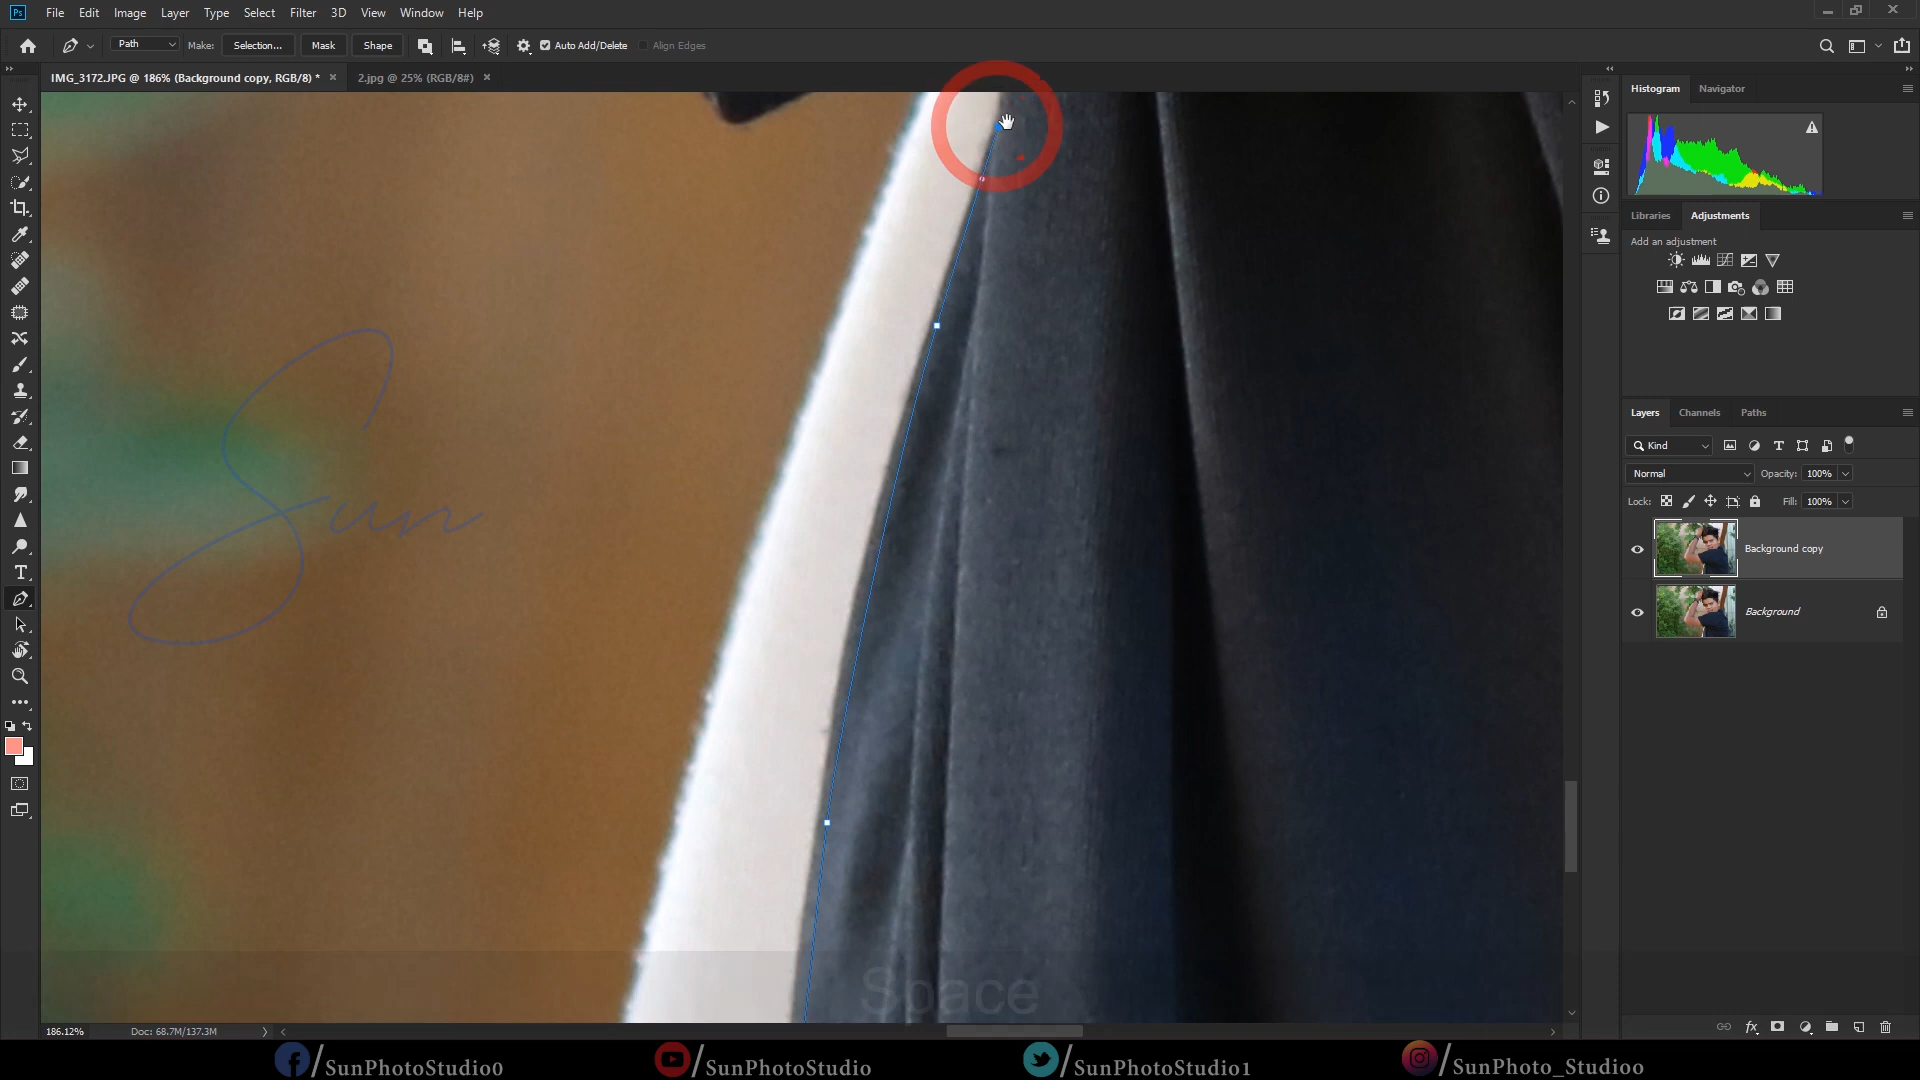 Ps File Edit Image Layer Type Select Filter 3D View Window Help
Path Make: Selection... Mask Shape Auto Add/Delete Align Edges
IMG_3172.JPG @ 186% (Background copy, RGB/8) * × 2.jpg @ 25% (RGB/8#) ×
Histogram Navigator
Libraries Adjustments
Add an adjustment
Layers Channels Paths
Kind
Normal Opacity: 100%
Lock: Fill: 100%
Background copy
Background
Sun
Space
186.12% Doc: 68.7M/137.3M
/SunPhotoStudio0 /SunPhotoStudio /SunPhotoStudio1 /SunPhoto_Studioo